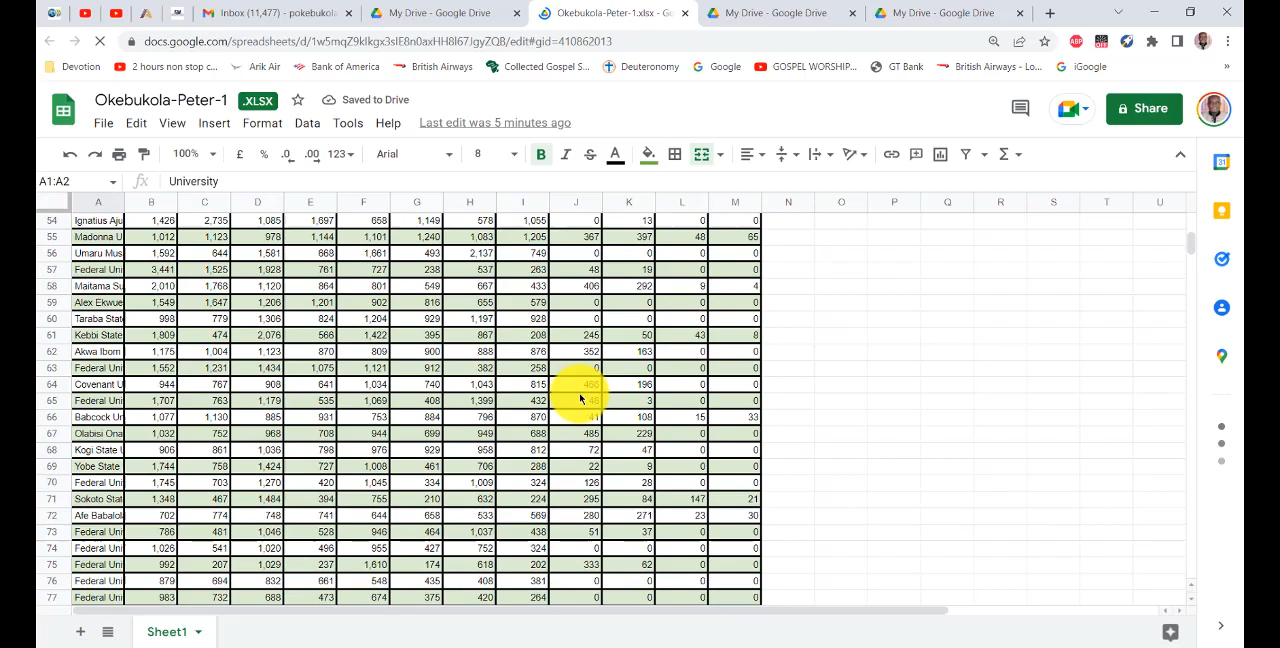 Inbox (11,477) - pokebukola
My Drive - Google Drive
Okebukola-Peter-1.xlsx - Go
My Drive - Google Drive
My Drive - Google Drive
docs.google.com/spreadsheets/d/1w5mqZ9klkgx3slE8n0axHH8l67JgyZQB/edit#gid=410862013
Devotion
2 hours non stop c...
Arik Air
Bank of America
British Airways
Collected Gospel S...
Deuteronomy
Google
GOSPEL WORSHIP...
GT Bank
British Airways - Lo...
iGoogle
Okebukola-Peter-1 .XLSX Saved to Drive
Share
File Edit View Insert Format Data Tools Help Last edit was 5 minutes ago
100% £ % .0 .00 123 Arial 8 B I S A
A1:A2 fx University
A B C D E F G H I J K L M N O P Q R S T U
54 Ignatius Aju 1,426 2,735 1,085 1,697 658 1,149 578 1,055 0 13 0 0
55 Madonna U 1,012 1,123 978 1,144 1,101 1,240 1,083 1,205 367 397 48 65
56 Umaru Mus 1,592 644 1,581 668 1,661 493 2,137 749 0 0 0 0
57 Federal Uni 3,441 1,525 1,928 761 727 238 537 263 48 19 0 0
58 Maitama Su 2,010 1,768 1,120 864 801 549 667 433 406 292 9 4
59 Alex Ekwue 1,549 1,647 1,206 1,201 902 816 655 579 0 0 0 0
60 Taraba State 998 779 1,306 824 1,204 929 1,197 928 0 0 0 0
61 Kebbi State 1,809 474 2,076 566 1,422 395 867 208 245 50 43 8
62 Akwa Ibom 1,175 1,004 1,123 870 809 900 888 876 352 163 0 0
63 Federal Uni 1,552 1,231 1,434 1,075 1,121 912 382 258 0 0 0 0
64 Covenant U 944 767 908 641 1,034 740 1,043 815 466 196 0 0
65 Federal Uni 1,707 763 1,179 535 1,069 408 1,399 432 46 3 0 0
66 Babcock Un 1,077 1,130 885 931 753 884 796 870 41 108 15 33
67 Olabisi Ona 1,032 752 968 708 944 699 949 688 485 229 0 0
68 Kogi State U 906 861 1,036 798 976 929 958 812 72 47 0 0
69 Yobe State 1,744 758 1,424 727 1,008 461 706 288 22 9 0 0
70 Federal Uni 1,745 703 1,270 420 1,045 334 1,009 324 126 28 0 0
71 Sokoto Stat 1,348 467 1,484 394 755 210 632 224 295 84 147 21
72 Afe Babalol 702 774 748 741 644 658 533 569 280 271 23 30
73 Federal Uni 786 481 1,046 528 946 464 1,037 438 51 37 0 0
74 Federal Uni 1,026 541 1,020 496 955 427 752 324 0 0 0 0
75 Federal Uni 992 207 1,029 237 1,610 174 618 202 333 62 0 0
76 Federal Uni 879 694 832 661 548 435 408 381 0 0 0 0
77 Federal Uni 983 732 688 473 674 375 420 264 0 0 0 0
Sheet1